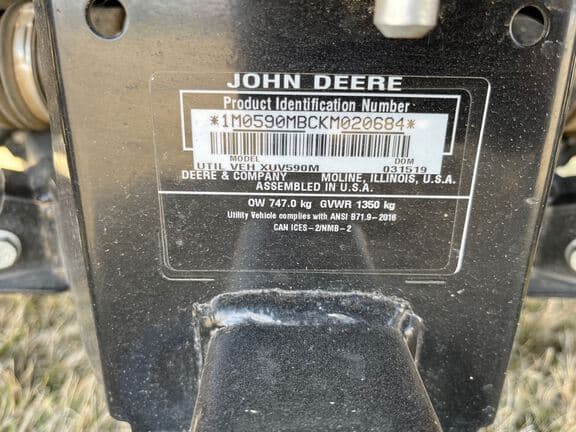 JOHN DEERE
Product Identification Number
*1M0590MBCKM020684*
MODEL DOM
UTIL VEH XUV590M 031519
DEERE & COMPANY MOLINE, ILLINOIS, U.S.A.
ASSEMBLED IN U.S.A.
OW 747.0 kg GVWR 1350 kg
Utility Vehicle complies with ANSI B71.9-2016
CAN ICES-2/NMB-2